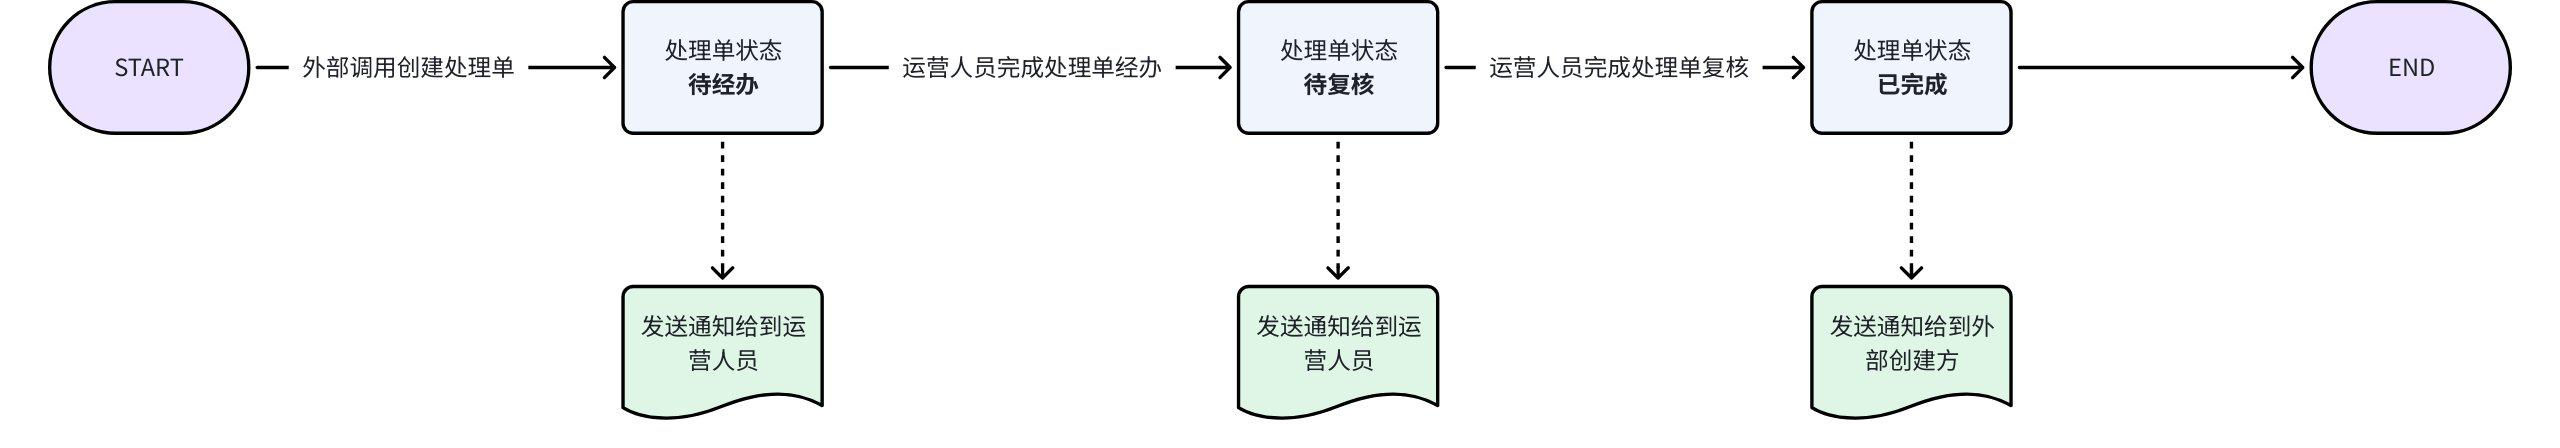 START
外部调用创建处理单
处理单状态
待经办
运营人员完成处理单经办
处理单状态
待复核
运营人员完成处理单复核
处理单状态
已完成
END
发送通知给到运
营人员
发送通知给到运
营人员
发送通知给到外
部创建方